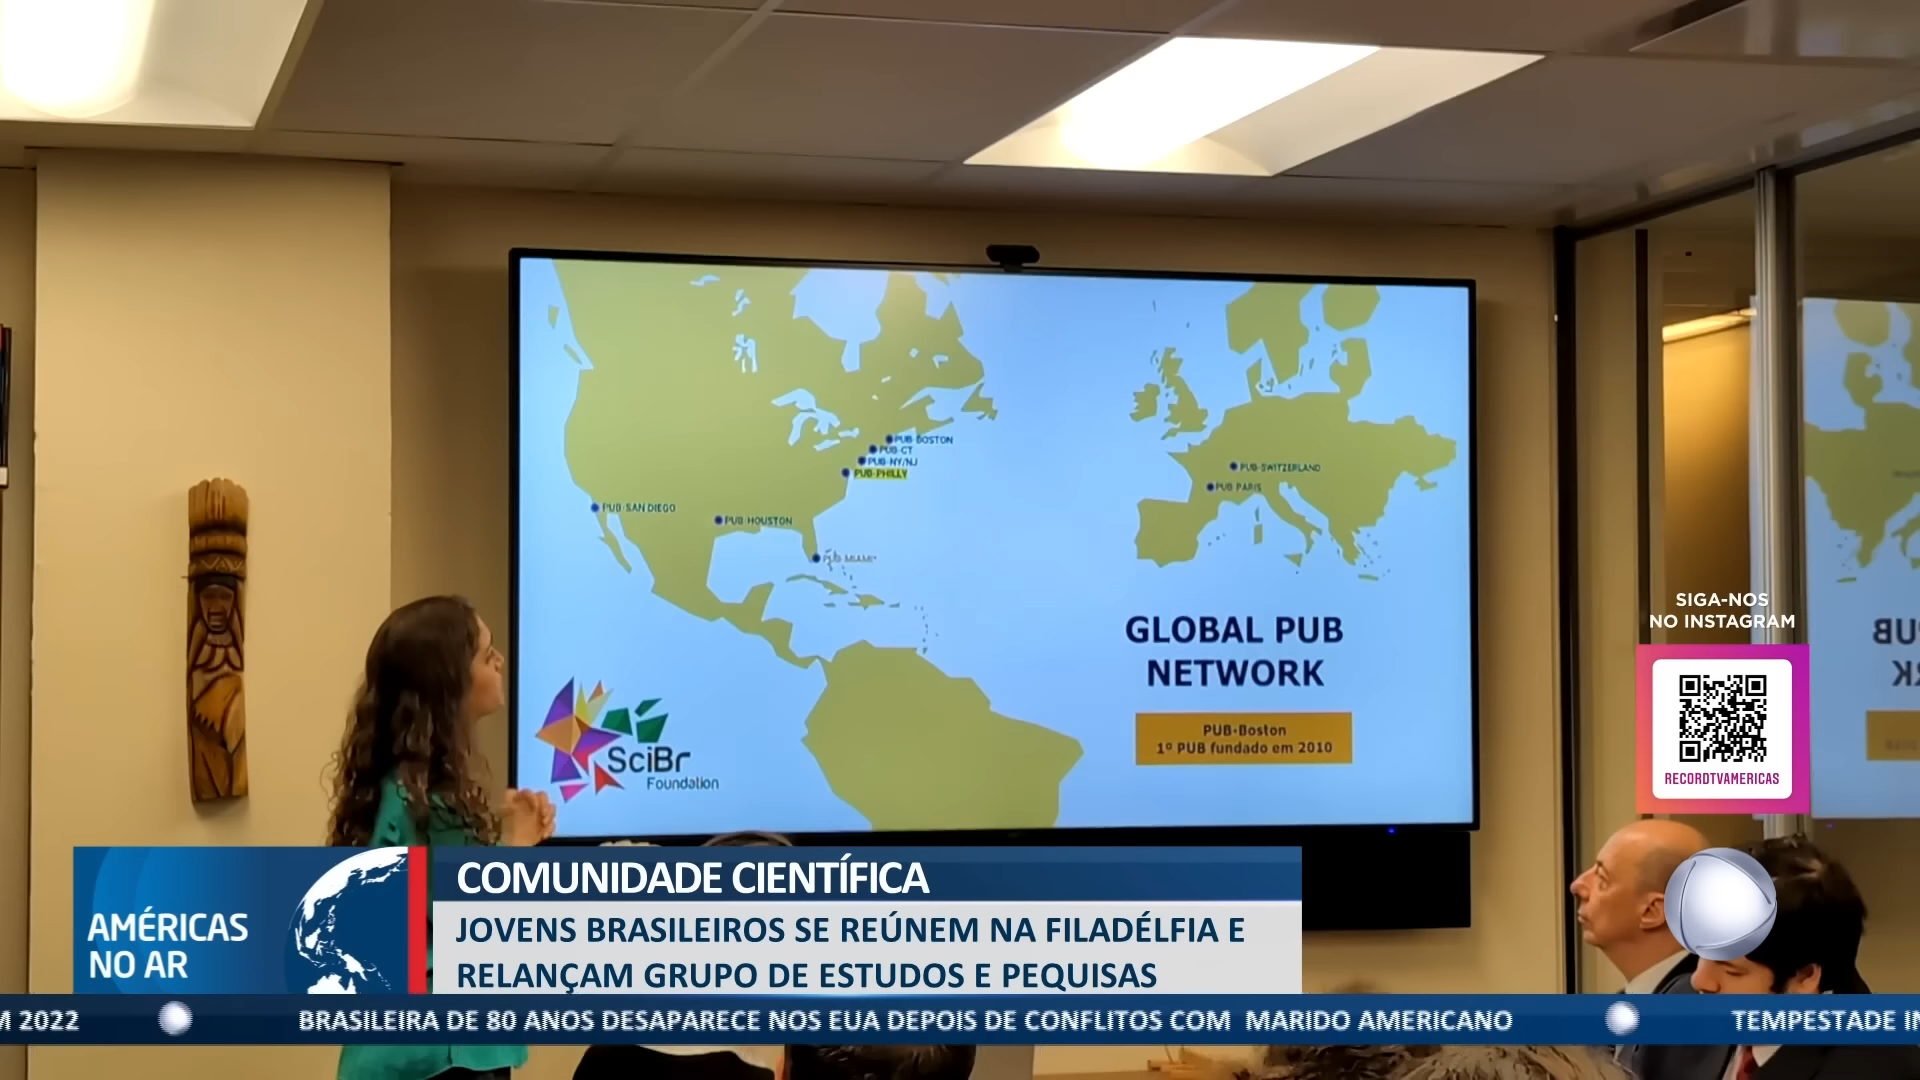 PUB-BOSTON
PUB-CT
PUB-NY/NJ
PUB-PHILLY
PUB-SAN DIEGO
PUB-HOUSTON
PUB-MIAMI*
PUB-SWITZERLAND
PUB PARIS
GLOBAL PUB
NETWORK
PUB-Boston
1º PUB fundado em 2010
SciBr
Foundation
SIGA-NOS
NO INSTAGRAM
RECORDTVAMERICAS
AMÉRICAS
NO AR
COMUNIDADE CIENTÍFICA
JOVENS BRASILEIROS SE REÚNEM NA FILADÉLFIA E
RELANÇAM GRUPO DE ESTUDOS E PEQUISAS
M 2022
BRASILEIRA DE 80 ANOS DESAPARECE NOS EUA DEPOIS DE CONFLITOS COM MARIDO AMERICANO
TEMPESTADE